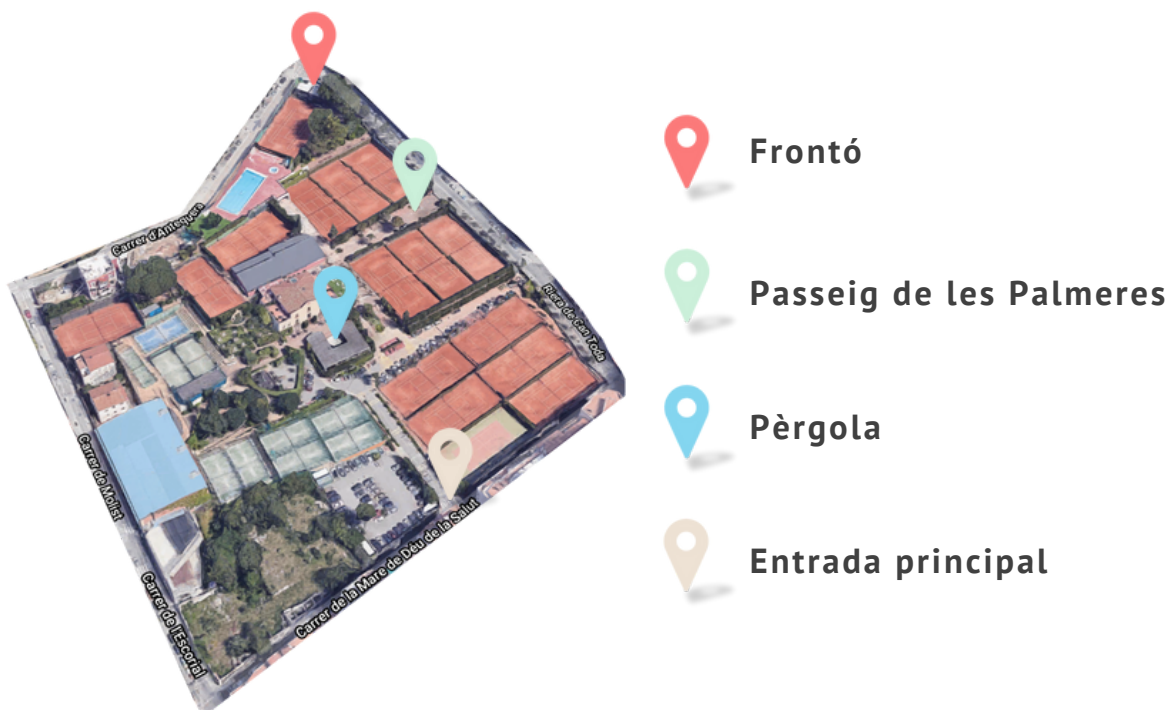 Frontó
Passeig de les Palmeres
Pèrgola
Entrada principal
Carrer d'Antequera
Riera de Can Toda
Carrer de Molist
Carrer de la Mare de Déu de la Salut
Carrer de l'Escorial